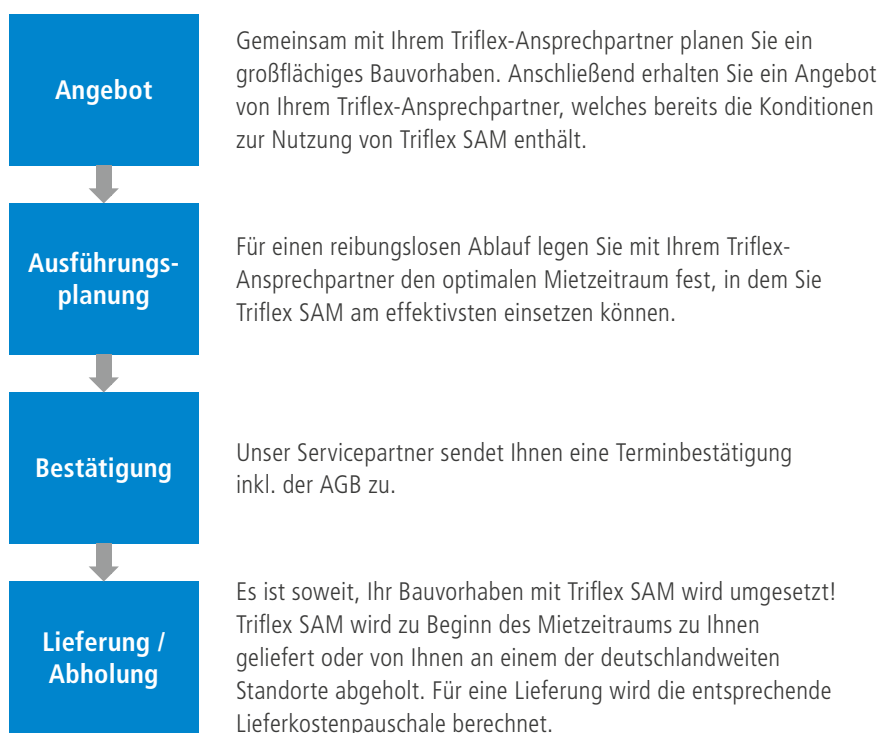 Angebot
Gemeinsam mit Ihrem Triflex-Ansprechpartner planen Sie ein
großflächiges Bauvorhaben. Anschließend erhalten Sie ein Angebot
von Ihrem Triflex-Ansprechpartner, welches bereits die Konditionen
zur Nutzung von Triflex SAM enthält.
Ausführungs-
planung
Für einen reibungslosen Ablauf legen Sie mit Ihrem Triflex-
Ansprechpartner den optimalen Mietzeitraum fest, in dem Sie
Triflex SAM am effektivsten einsetzen können.
Bestätigung
Unser Servicepartner sendet Ihnen eine Terminbestätigung
inkl. der AGB zu.
Lieferung /
Abholung
Es ist soweit, Ihr Bauvorhaben mit Triflex SAM wird umgesetzt!
Triflex SAM wird zu Beginn des Mietzeitraums zu Ihnen
geliefert oder von Ihnen an einem der deutschlandweiten
Standorte abgeholt. Für eine Lieferung wird die entsprechende
Lieferkostenpauschale berechnet.